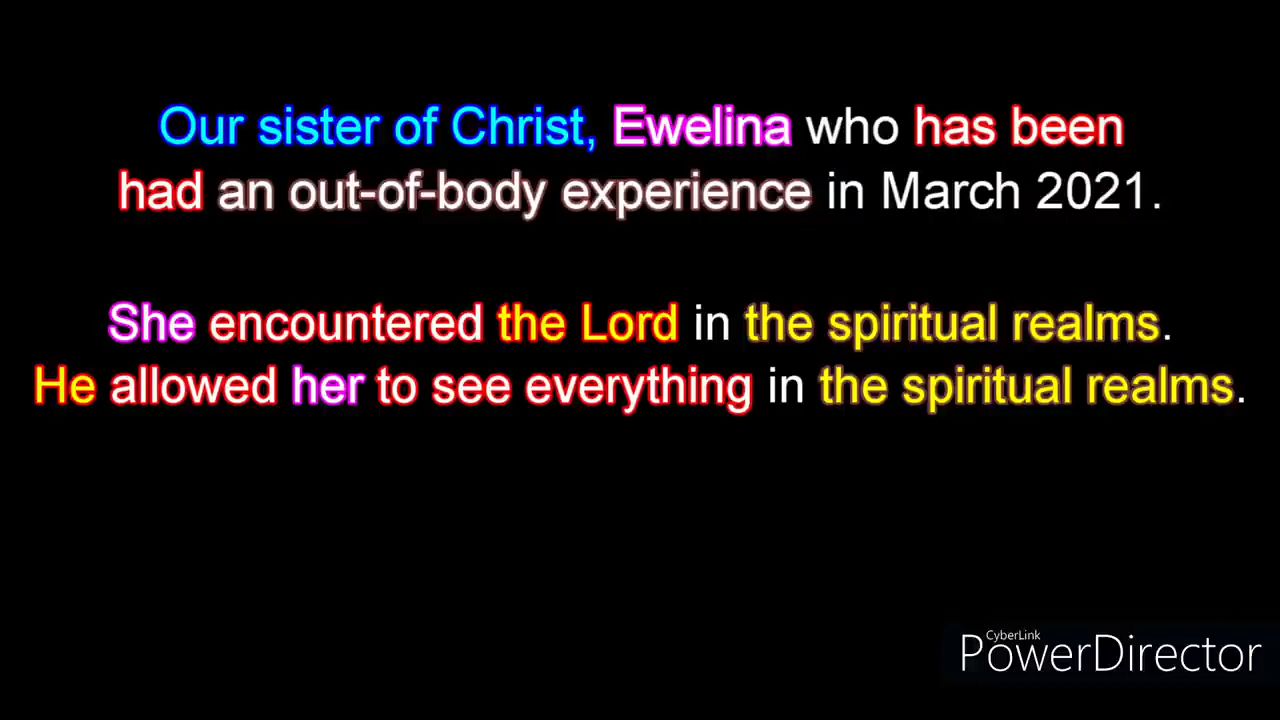 Our sister of Christ, Ewelina who has been
had an out-of-body experience in March 2021.
She encountered the Lord in the spiritual realms.
He allowed her to see everything in the spiritual realms.
CyberLink
PowerDirector